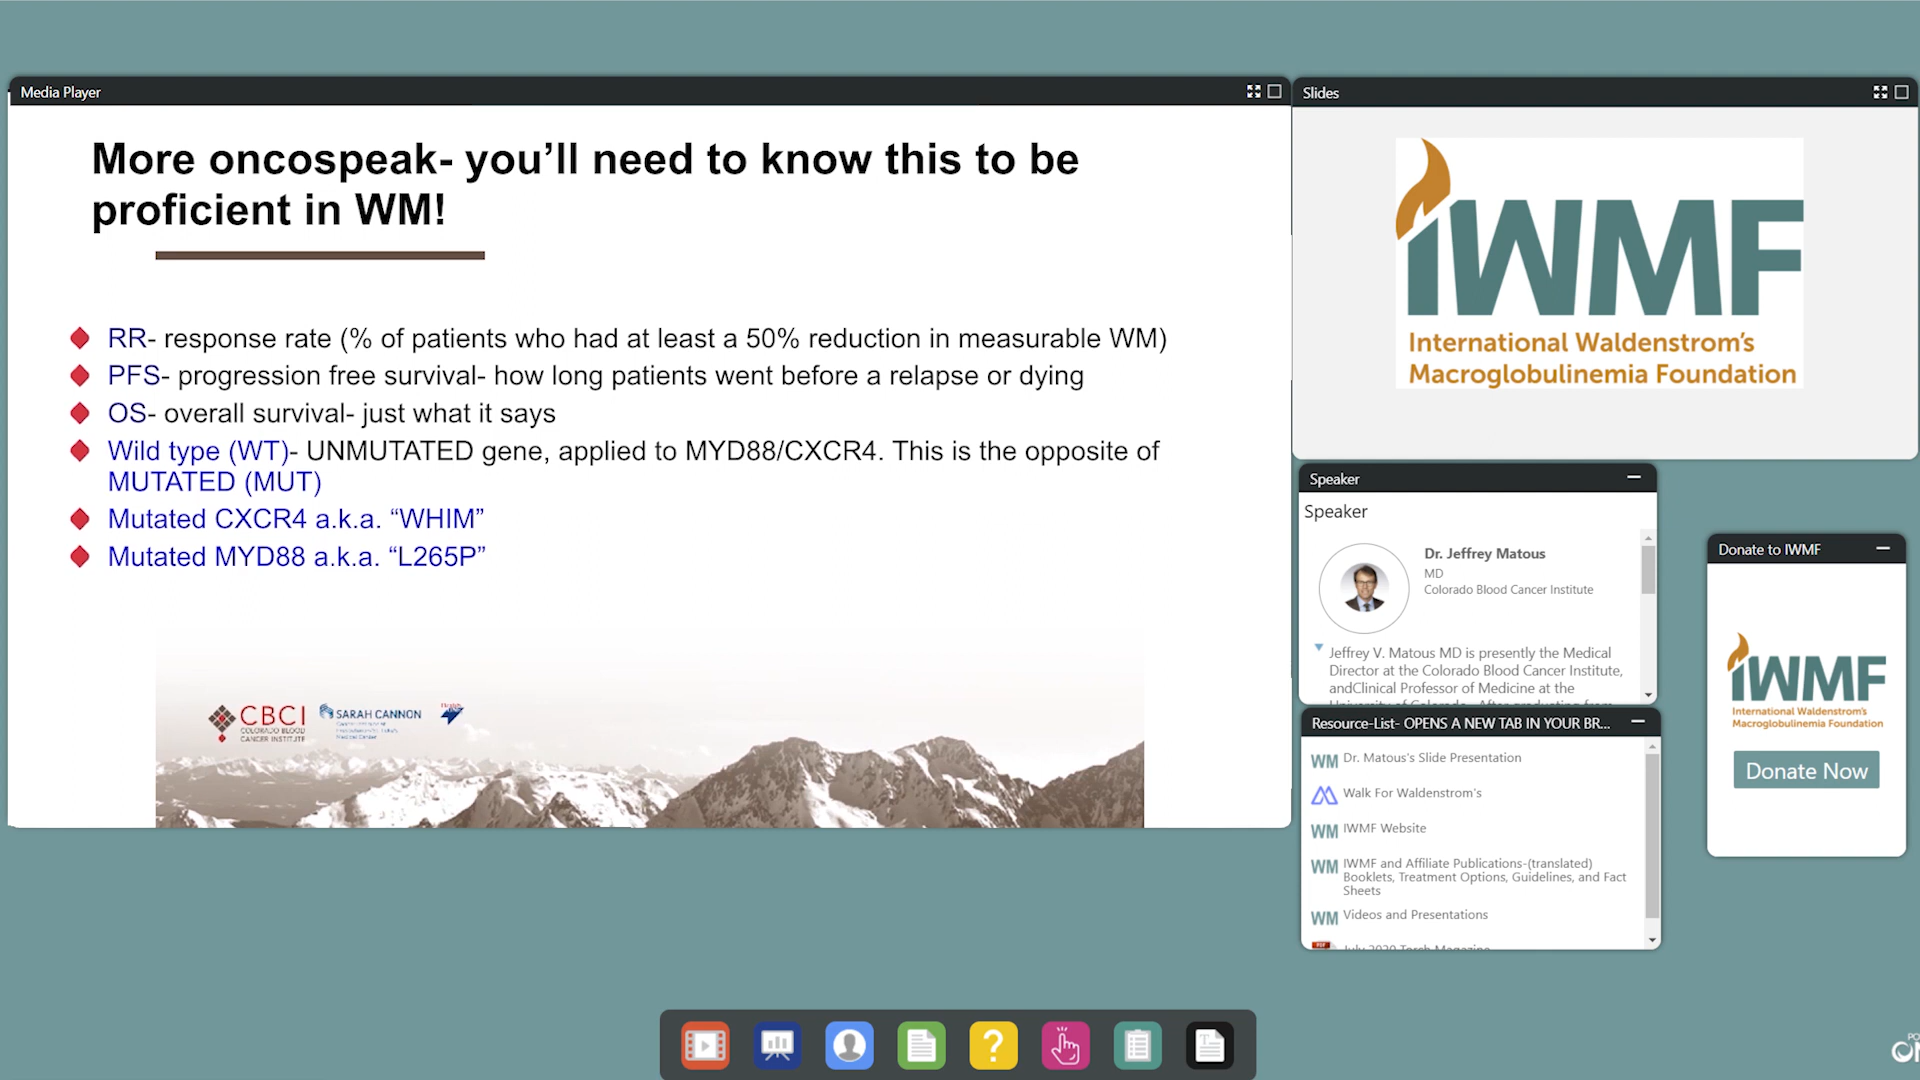 Media Player
More oncospeak- you’ll need to know this to be
proficient in WM!
RR- response rate (% of patients who had at least a 50% reduction in measurable WM)
PFS- progression free survival- how long patients went before a relapse or dying
OS- overall survival- just what it says
Wild type (WT)- UNMUTATED gene, applied to MYD88/CXCR4. This is the opposite of
MUTATED (MUT)
Mutated CXCR4 a.k.a. “WHIM”
Mutated MYD88 a.k.a. “L265P”
CBCI
COLORADO BLOOD
CANCER INSTITUTE
SARAH CANNON
Slides
IWMF
International Waldenstrom’s
Macroglobulinemia Foundation
Speaker
Speaker
Dr. Jeffrey Matous
MD
Colorado Blood Cancer Institute
Jeffrey V. Matous MD is presently the Medical
Director at the Colorado Blood Cancer Institute,
andClinical Professor of Medicine at the
Resource-List- OPENS A NEW TAB IN YOUR BR...
WM Dr. Matous's Slide Presentation
Walk For Waldenstrom's
WM IWMF Website
WM IWMF and Affiliate Publications-(translated)
Booklets, Treatment Options, Guidelines, and Fact
Sheets
WM Videos and Presentations
July 2020 Torch Magazine
Donate to IWMF
IWMF
International Waldenstrom's
Macroglobulinemia Foundation
Donate Now
?